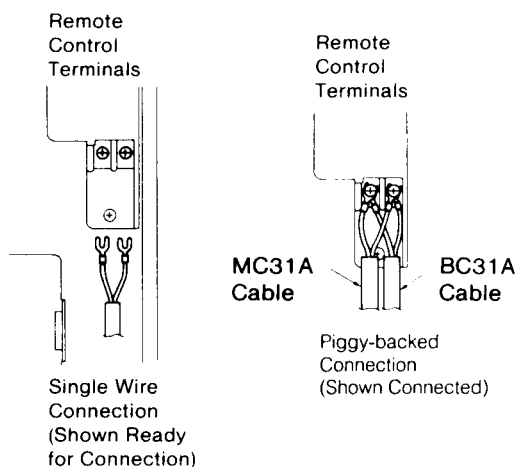 Remote
Control
Terminals
Single Wire
Connection
(Shown Ready
for Connection)
Remote
Control
Terminals
MC31A
Cable
BC31A
Cable
Piggy-backed
Connection
(Shown Connected)